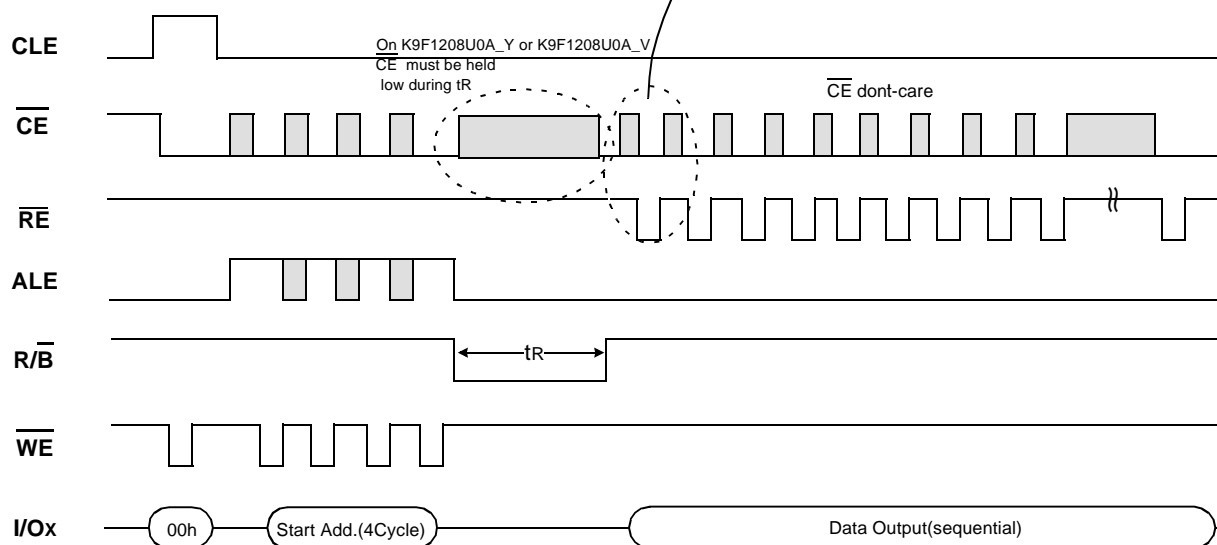 CLE
On K9F1208U0A_Y or K9F1208U0A_V
CE must be held
low during tR
CE dont-care
CE
RE
ALE
R/B
tR
WE
I/Ox
00h
Start Add.(4Cycle)
Data Output(sequential)